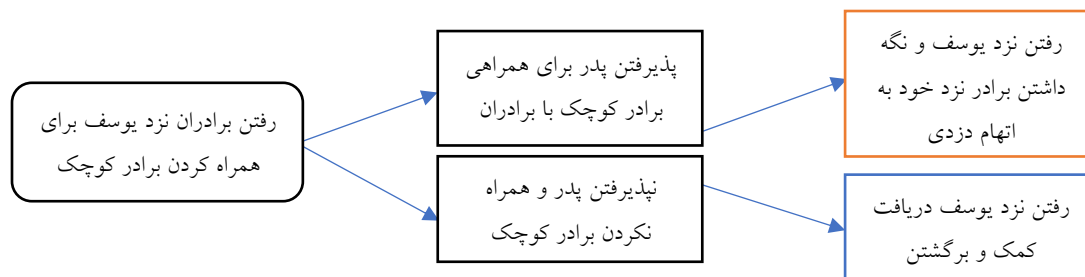 رفتن برادران نزد یوسف برای
همراه کردن برادر کوچک
پذیرفتن پدر برای همراهی
برادر کوچک با برادران
نپذیرفتن پدر و همراه
نکردن برادر کوچک
رفتن نزد یوسف و نگه
داشتن برادر نزد خود به
اتهام دزدی
رفتن نزد یوسف دریافت
کمک و برگشتن